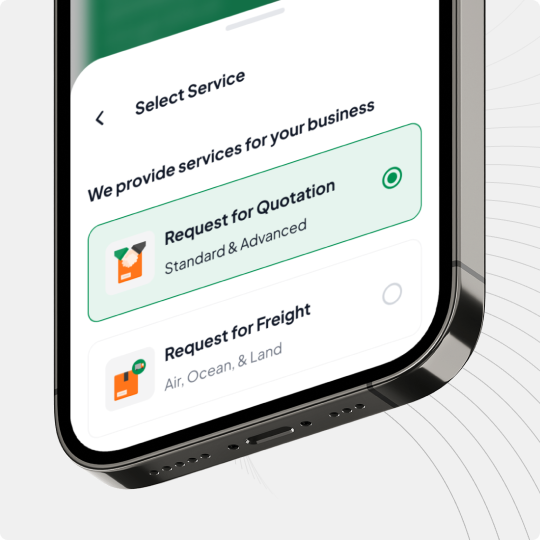 Select Service
We provide services for your business
Request for Quotation
Standard & Advanced
Request for Freight
Air, Ocean, & Land